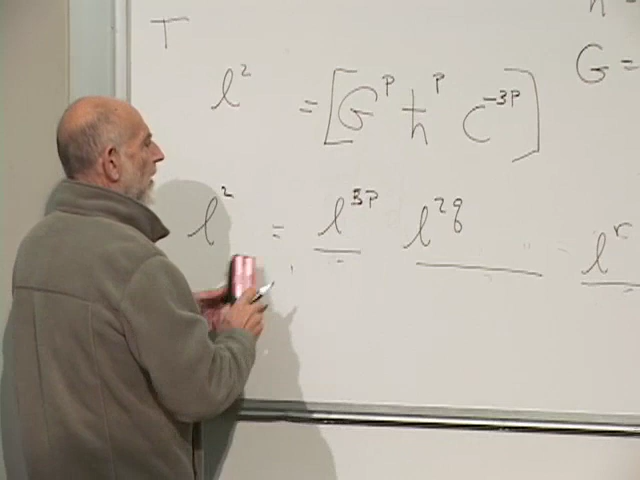 T
ℓ² = [G^P ħ^P C^-3P]
G =
ℓ² = ℓ^3P ℓ^2q ℓ^r